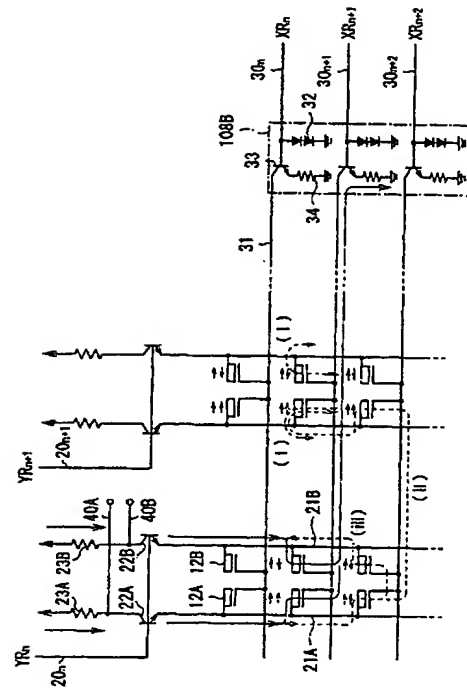 XRn
XRn+1
XRn+2
30n
30n+1
30n+2
108B
32
33
34
31
YRn+1
20n+1
(I)
(I)
(II)
(III)
40A
40B
23A
23B
22A
22B
YRn
20n
12A
12B
21A
21B